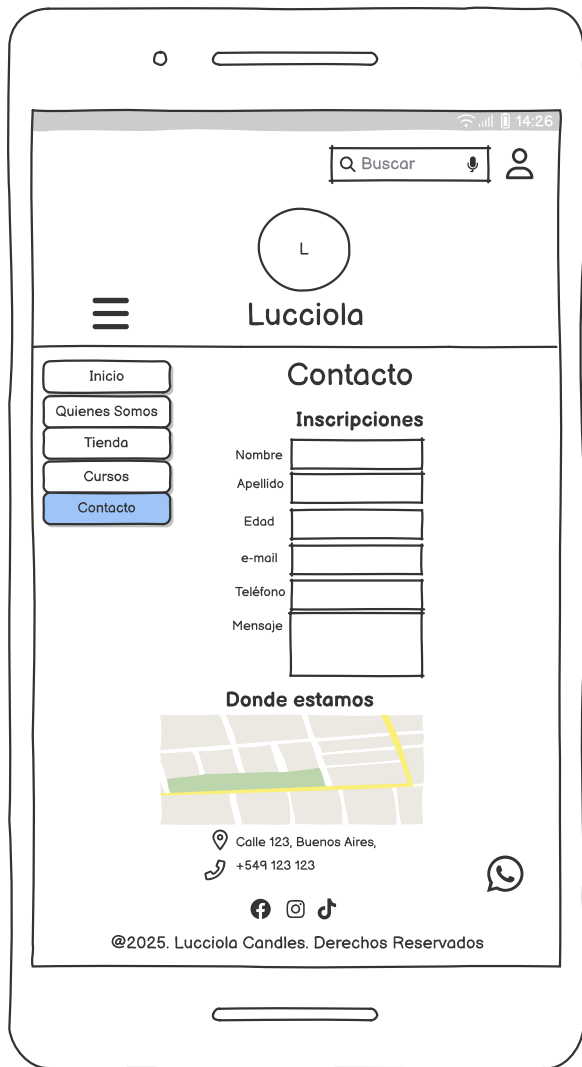 14:26
Buscar
L
Lucciola
Inicio
Quienes Somos
Tienda
Cursos
Contacto
Contacto
Inscripciones
Nombre
Apellido
Edad
e-mail
Teléfono
Mensaje
Donde estamos
Calle 123, Buenos Aires,
+549 123 123
@2025. Lucciola Candles. Derechos Reservados